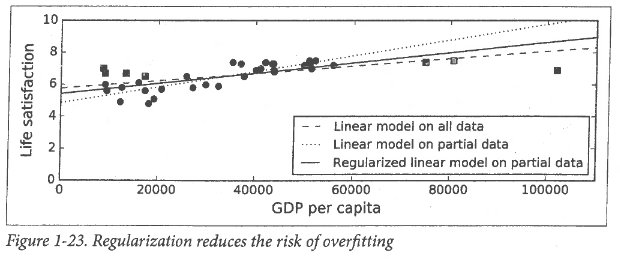 10
8
6
4
2
0
Life satisfaction
0 20000 40000 60000 80000 100000
GDP per capita
Linear model on all data
Linear model on partial data
Regularized linear model on partial data
Figure 1-23. Regularization reduces the risk of overfitting